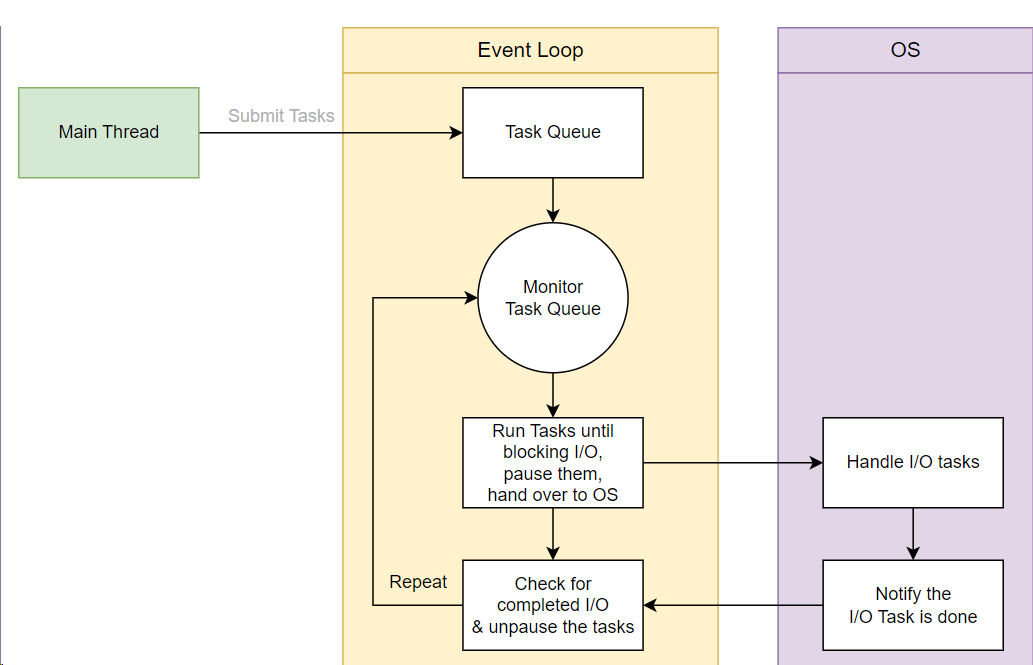 Event Loop
OS
Main Thread
Submit Tasks
Task Queue
Monitor
Task Queue
Run Tasks until
blocking I/O,
pause them,
hand over to OS
Handle I/O tasks
Repeat
Check for
completed I/O
& unpause the tasks
Notify the
I/O Task is done